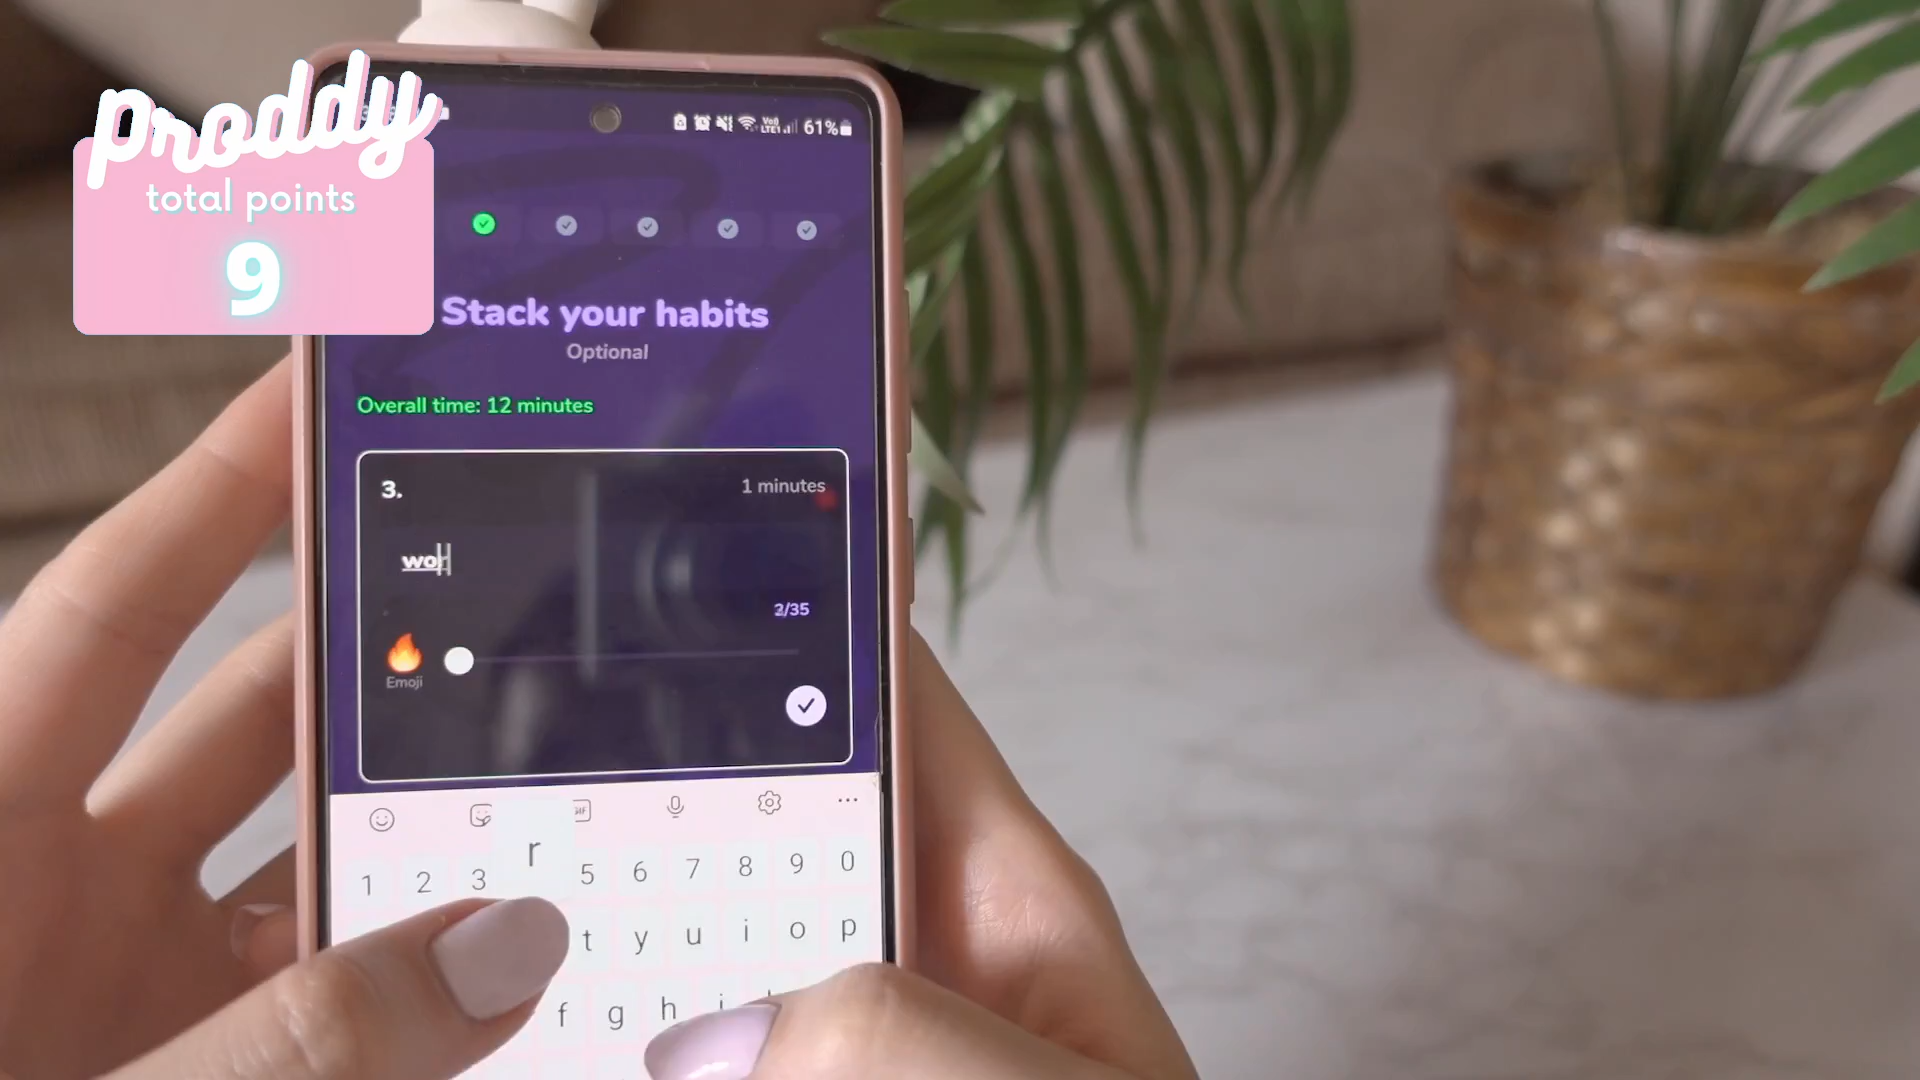 Proddy
total points
9
61%
Stack your habits
Optional
Overall time: 12 minutes
3.
1 minutes
wor
2/35
Emoji
r
1 2 3 5 6 7 8 9 0
t y u i o p
f g h j